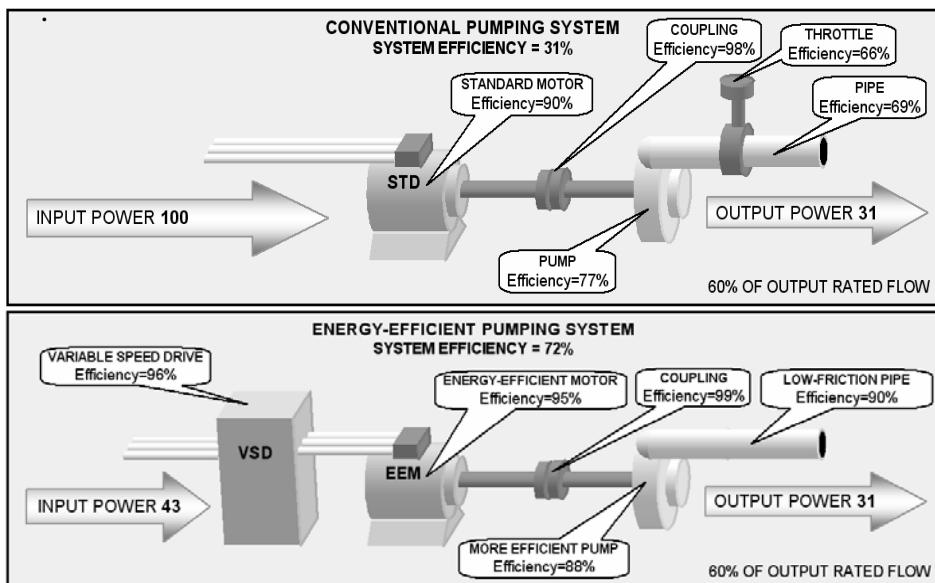 CONVENTIONAL PUMPING SYSTEM
SYSTEM EFFICIENCY = 31%
COUPLING
Efficiency=98%
THROTTLE
Efficiency=66%
STANDARD MOTOR
Efficiency=90%
PIPE
Efficiency=69%
STD
INPUT POWER 100
OUTPUT POWER 31
PUMP
Efficiency=77%
60% OF OUTPUT RATED FLOW
ENERGY-EFFICIENT PUMPING SYSTEM
SYSTEM EFFICIENCY = 72%
VARIABLE SPEED DRIVE
Efficiency=96%
ENERGY-EFFICIENT MOTOR
Efficiency=95%
COUPLING
Efficiency=99%
LOW-FRICTION PIPE
Efficiency=90%
VSD
EEM
INPUT POWER 43
OUTPUT POWER 31
MORE EFFICIENT PUMP
Efficiency=88%
60% OF OUTPUT RATED FLOW